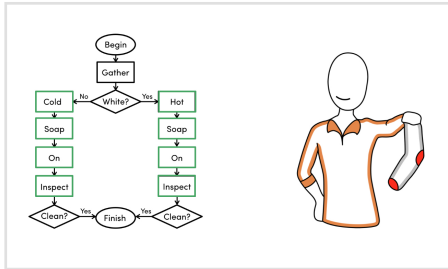 Begin
Gather
No
White?
Yes
Cold
Hot
Soap
Soap
On
On
Inspect
Inspect
Clean?
Yes
Finish
Yes
Clean?